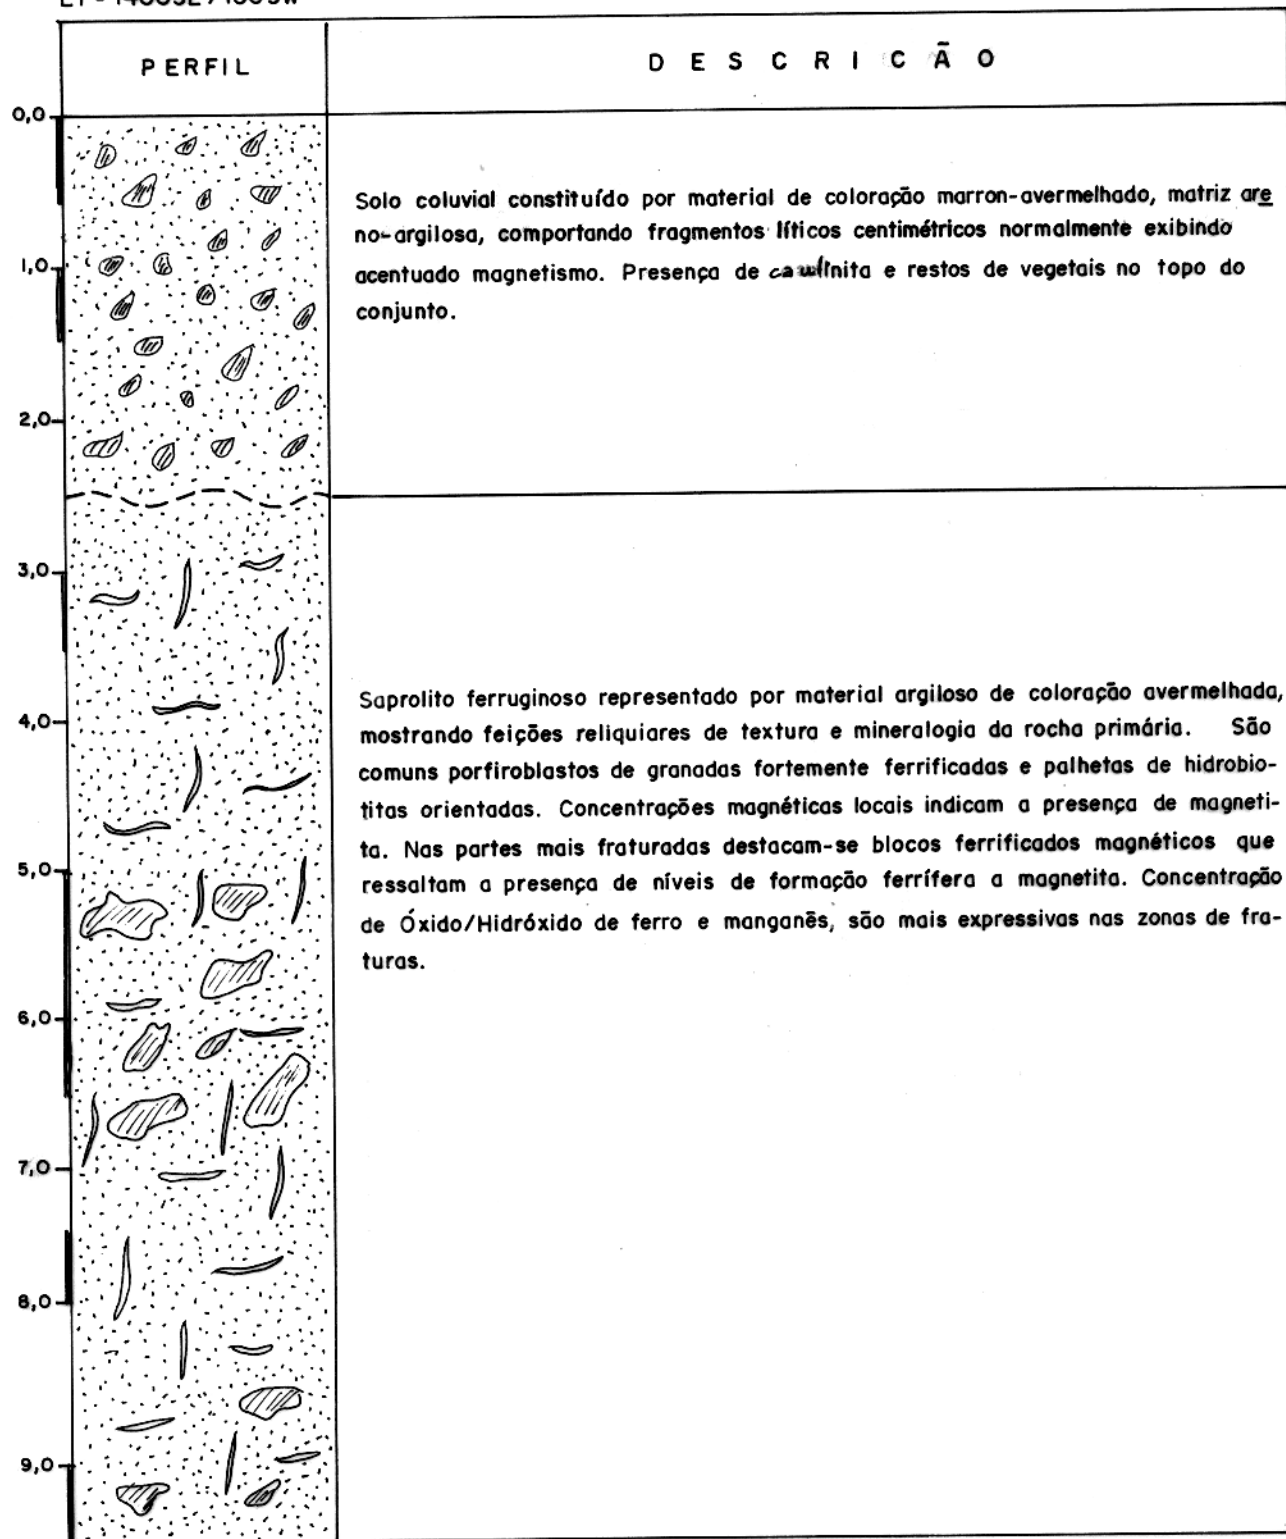 PERFIL
DESCRICÃO
0,0
Solo coluvial constituído por material de coloração marron-avermelhado, matriz are
no-argilosa, comportando fragmentos líticos centimétricos normalmente exibindo
1,0
acentuado magnetismo. Presença de caulinita e restos de vegetais no topo do
conjunto.
2,0
3,0
Saprolito ferruginoso representado por material argiloso de coloração avermelhada,
4,0
mostrando feições reliquiares de textura e mineralogia da rocha primária. São
comuns porfiroblastos de granadas fortemente ferrificadas e palhetas de hidrobio-
titas orientadas. Concentrações magnéticas locais indicam a presença de magneti-
ta. Nas partes mais fraturadas destacam-se blocos ferrificados magnéticos que
5,0
ressaltam a presença de níveis de formação ferrífera a magnetita. Concentração
de Óxido/Hidróxido de ferro e manganês, são mais expressivas nas zonas de fra-
turas.
6,0
7,0
8,0
9,0